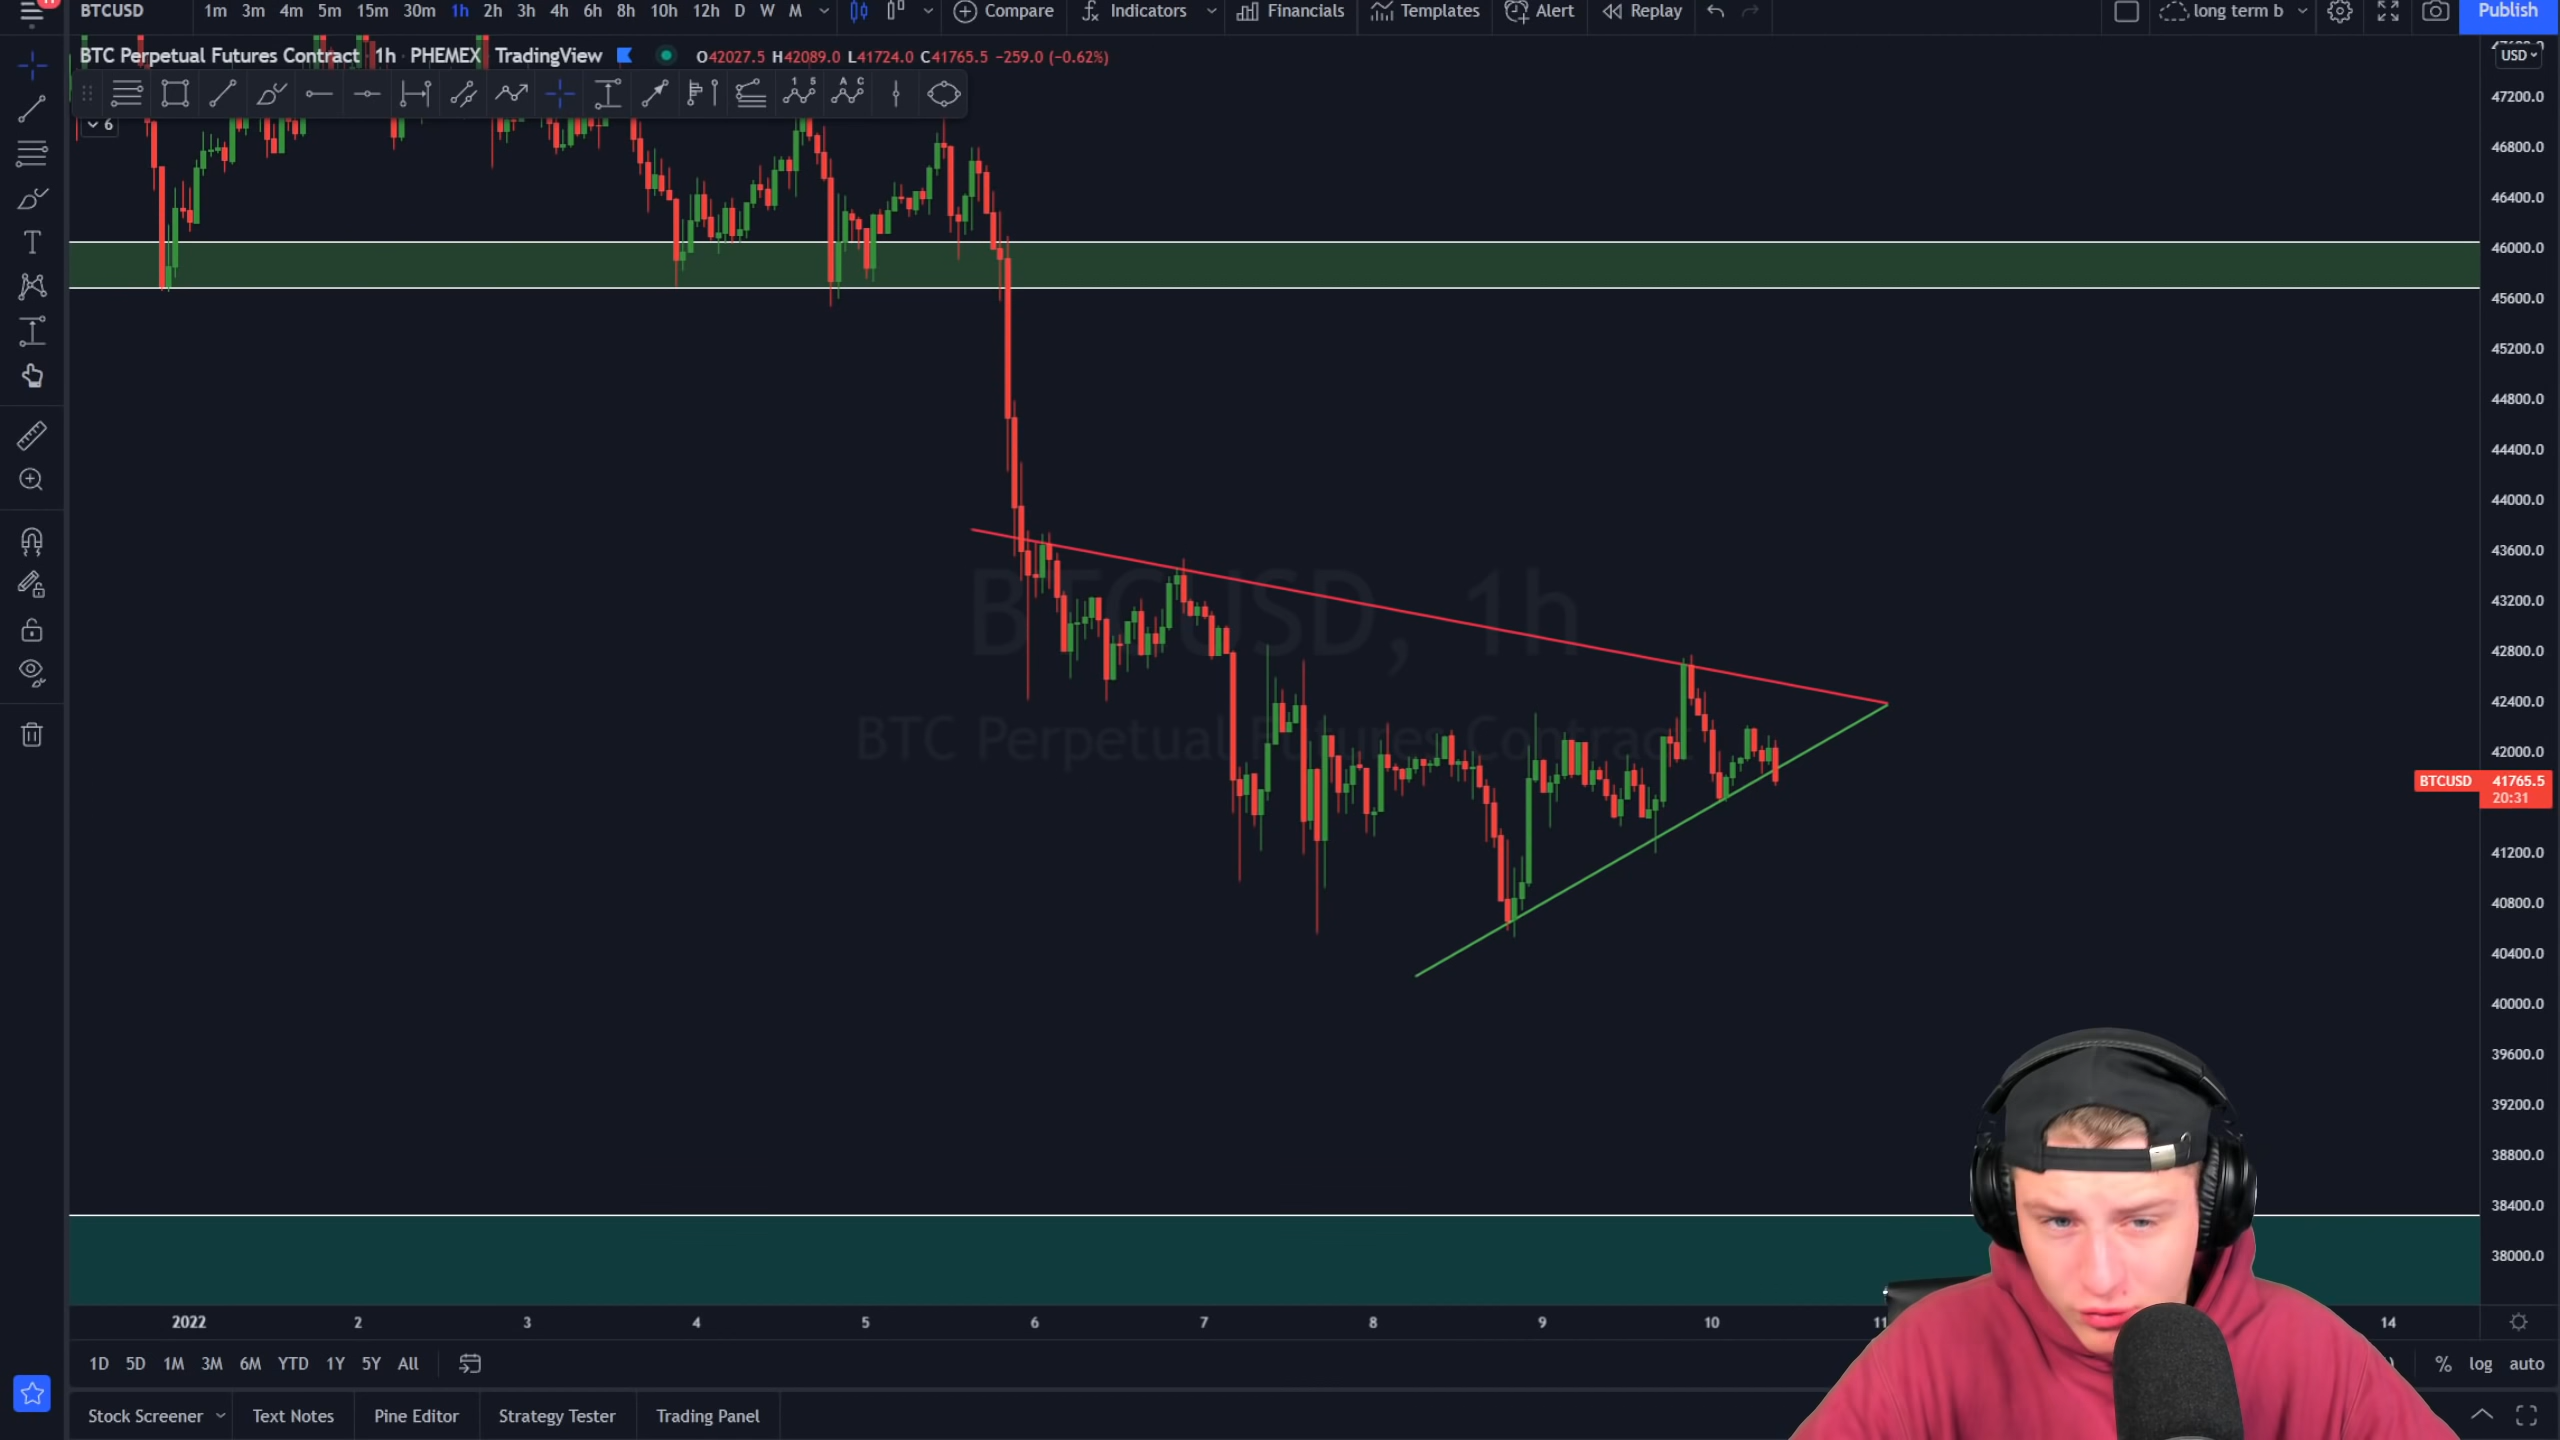 BTCUSD 1m 3m 4m 5m 15m 30m 1h 2h 3h 4h 6h 8h 10h 12h D W M Compare Indicators Financials Templates Alert Replay long term b Publish
BTC Perpetual Futures Contract 1h PHEMEX TradingView O42027.5 H42089.0 L41724.0 C41765.5 −259.0 (−0.62%)
USD
6
47200.0
46800.0
46400.0
46000.0
45600.0
45200.0
44800.0
44400.0
44000.0
43600.0
43200.0
42800.0
42400.0
42000.0
BTCUSD 41765.5
20:31
41200.0
40800.0
40400.0
40000.0
39600.0
39200.0
38800.0
38400.0
38000.0
BTCUSD, 1h
BTC Perpetual Futures Contract
2022 2 3 4 5 6 7 8 9 10 11 14
1D 5D 1M 3M 6M YTD 1Y 5Y All % log auto
Stock Screener Text Notes Pine Editor Strategy Tester Trading Panel